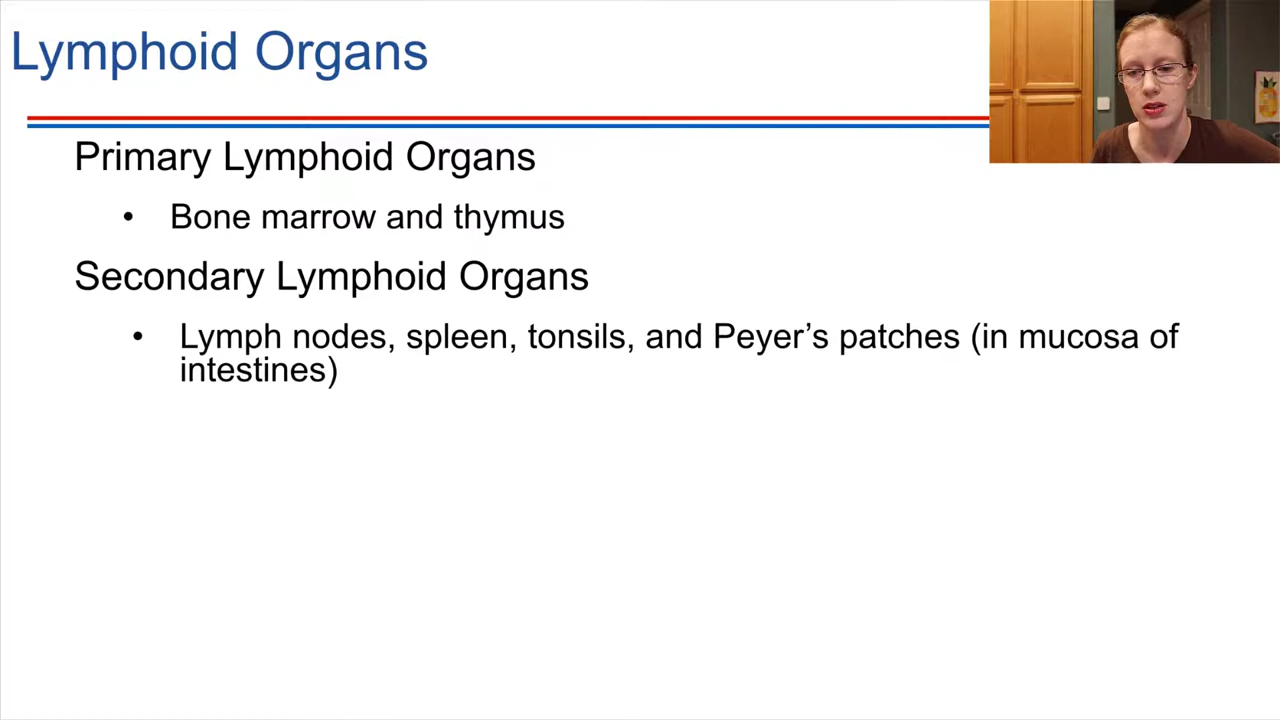 Lymphoid Organs
Primary Lymphoid Organs
• Bone marrow and thymus
Secondary Lymphoid Organs
• Lymph nodes, spleen, tonsils, and Peyer’s patches (in mucosa of
intestines)